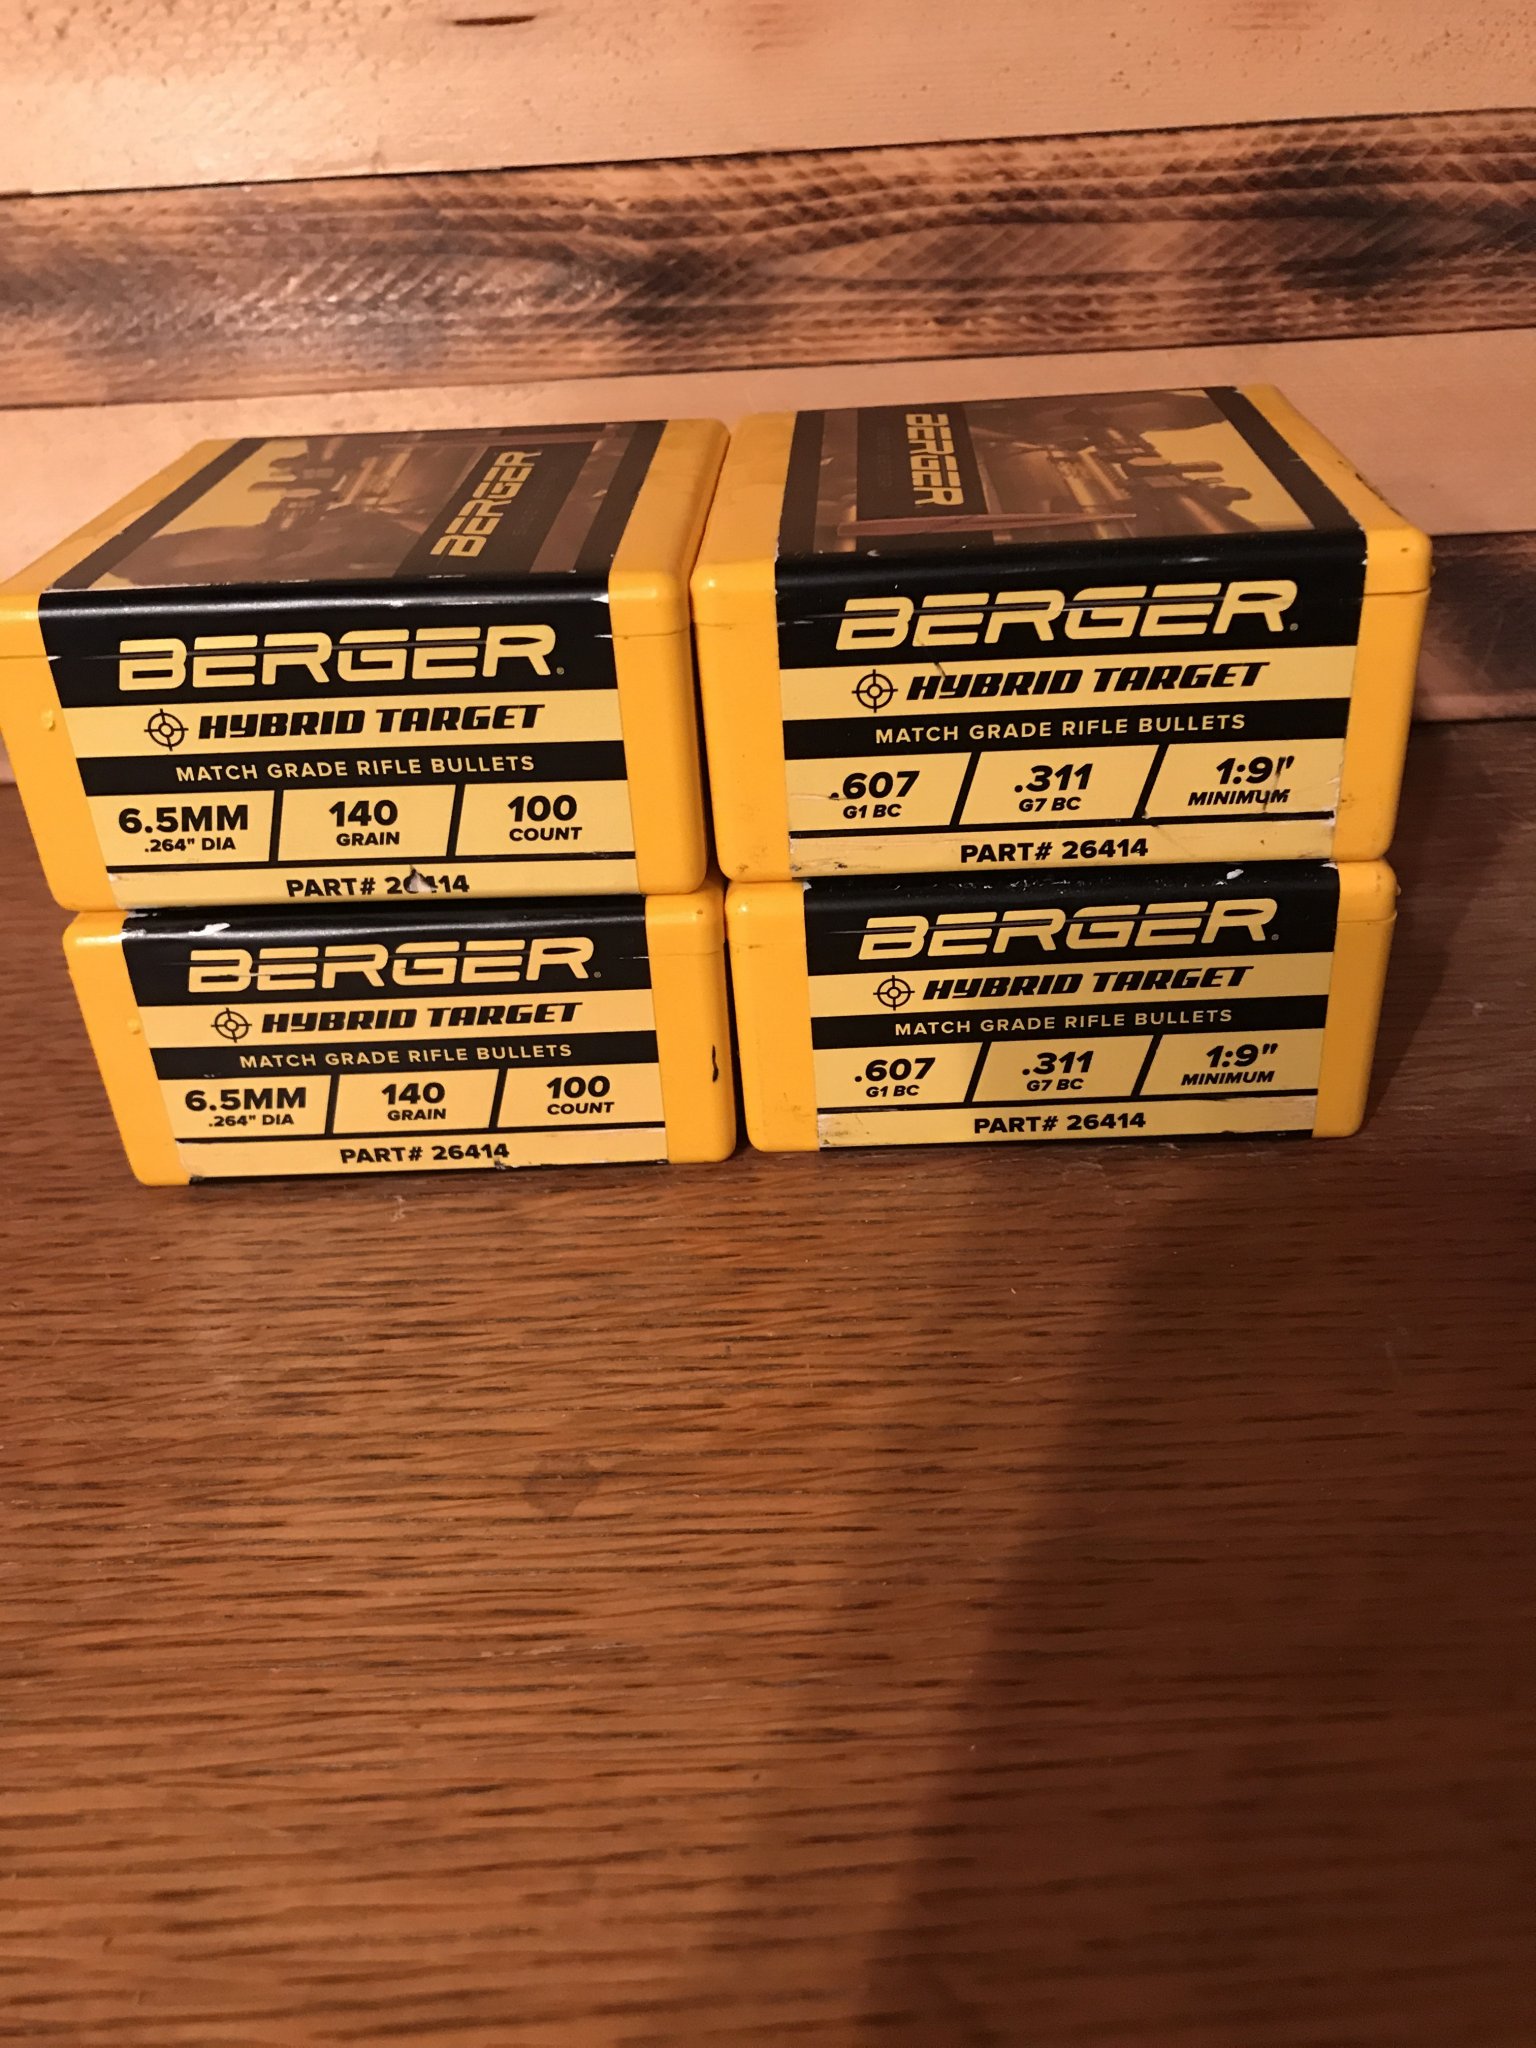 BERGER
BERGER
BERGER®
HYBRID TARGET
MATCH GRADE RIFLE BULLETS
6.5MM
.264" DIA
140
GRAIN
100
COUNT
PART#
BERGER®
HYBRID TARGET
MATCH GRADE RIFLE BULLETS
.607
G1 BC
.311
G7 BC
1:9"
MINIMUM
PART# 26414
BERGER®
HYBRID TARGET
MATCH GRADE RIFLE BULLETS
6.5MM
.264" DIA
140
GRAIN
100
COUNT
PART# 26414
BERGER®
HYBRID TARGET
MATCH GRADE RIFLE BULLETS
.607
G1 BC
.311
G7 BC
1:9"
MINIMUM
PART# 26414